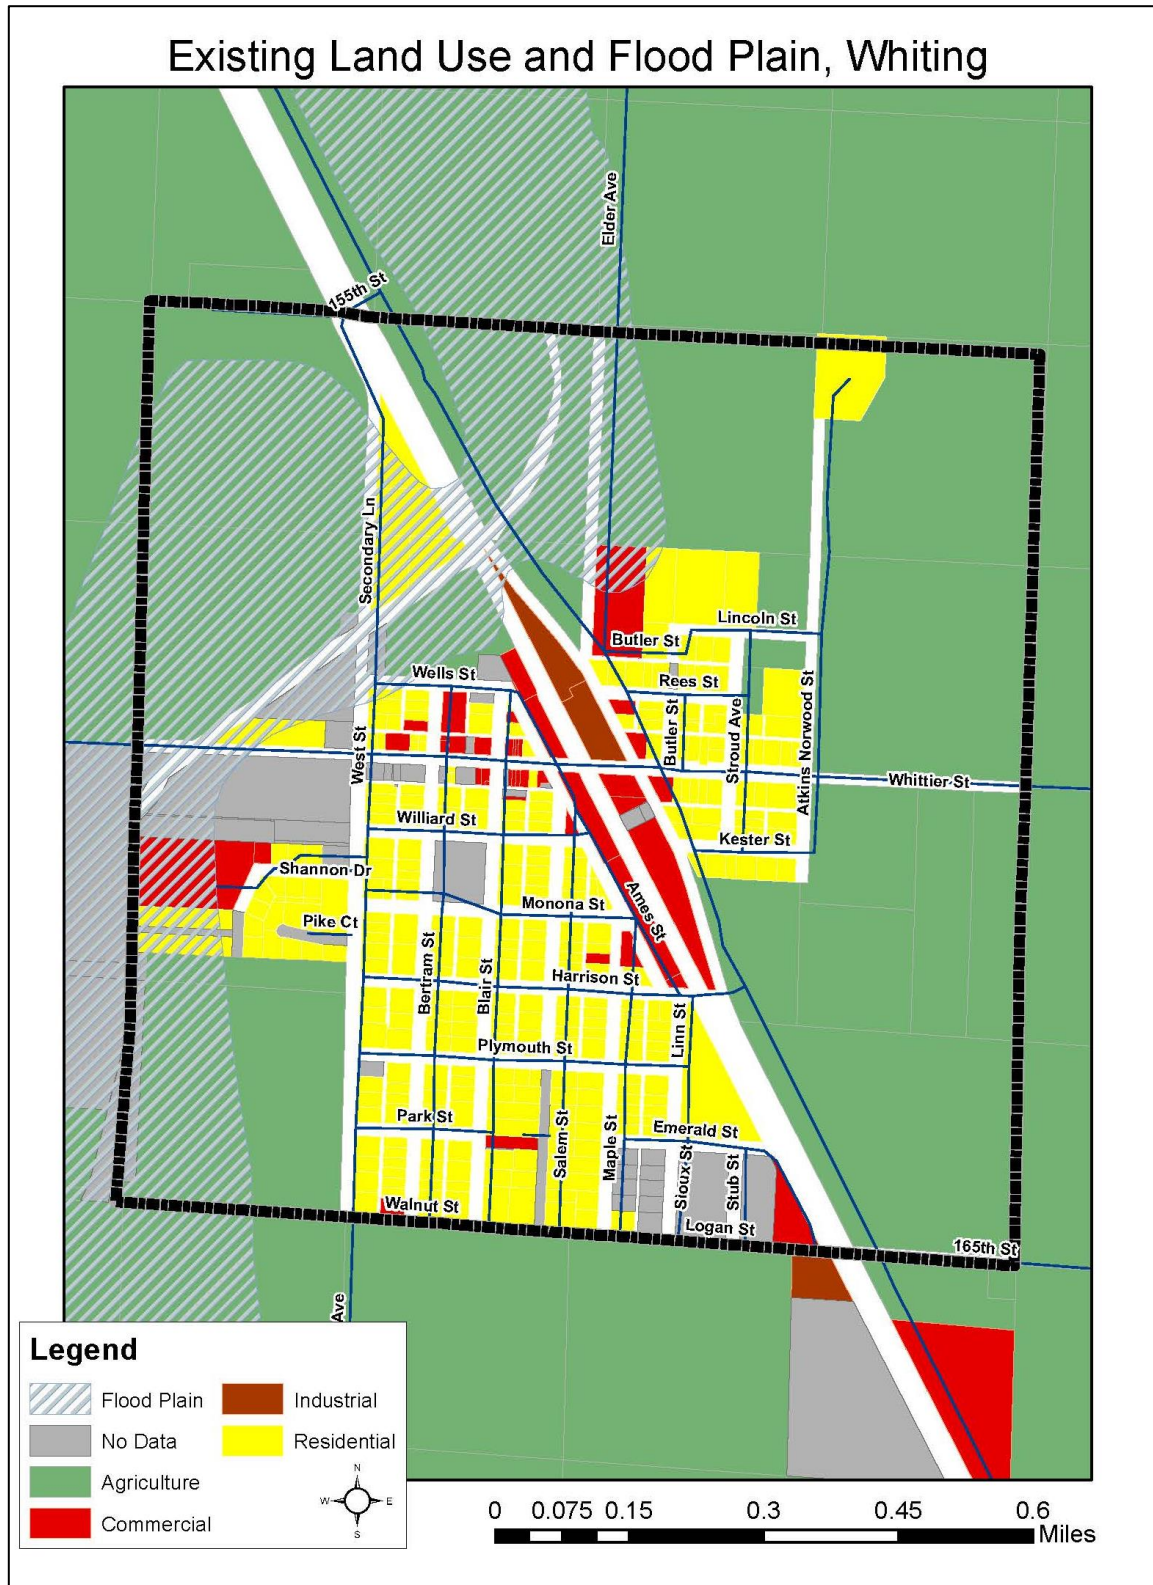 Existing Land Use and Flood Plain, Whiting
Elder Ave
155th St
Secondary Ln
Lincoln St
Butler St
Wells St
Rees St
West St
Butler St
Stroud Ave
Atkins Norwood St
Whittier St
Williard St
Kester St
Shannon Dr
Ames St
Monona St
Pike Ct
Bertram St
Blair St
Harrison St
Linn St
Plymouth St
Park St
Salem St
Maple St
Emerald St
Sioux St
Stub St
Walnut St
Logan St
165th St
Ave
Legend
Flood Plain
Industrial
No Data
Residential
Agriculture
Commercial
N
W E
S
0 0.075 0.15 0.3 0.45 0.6
Miles